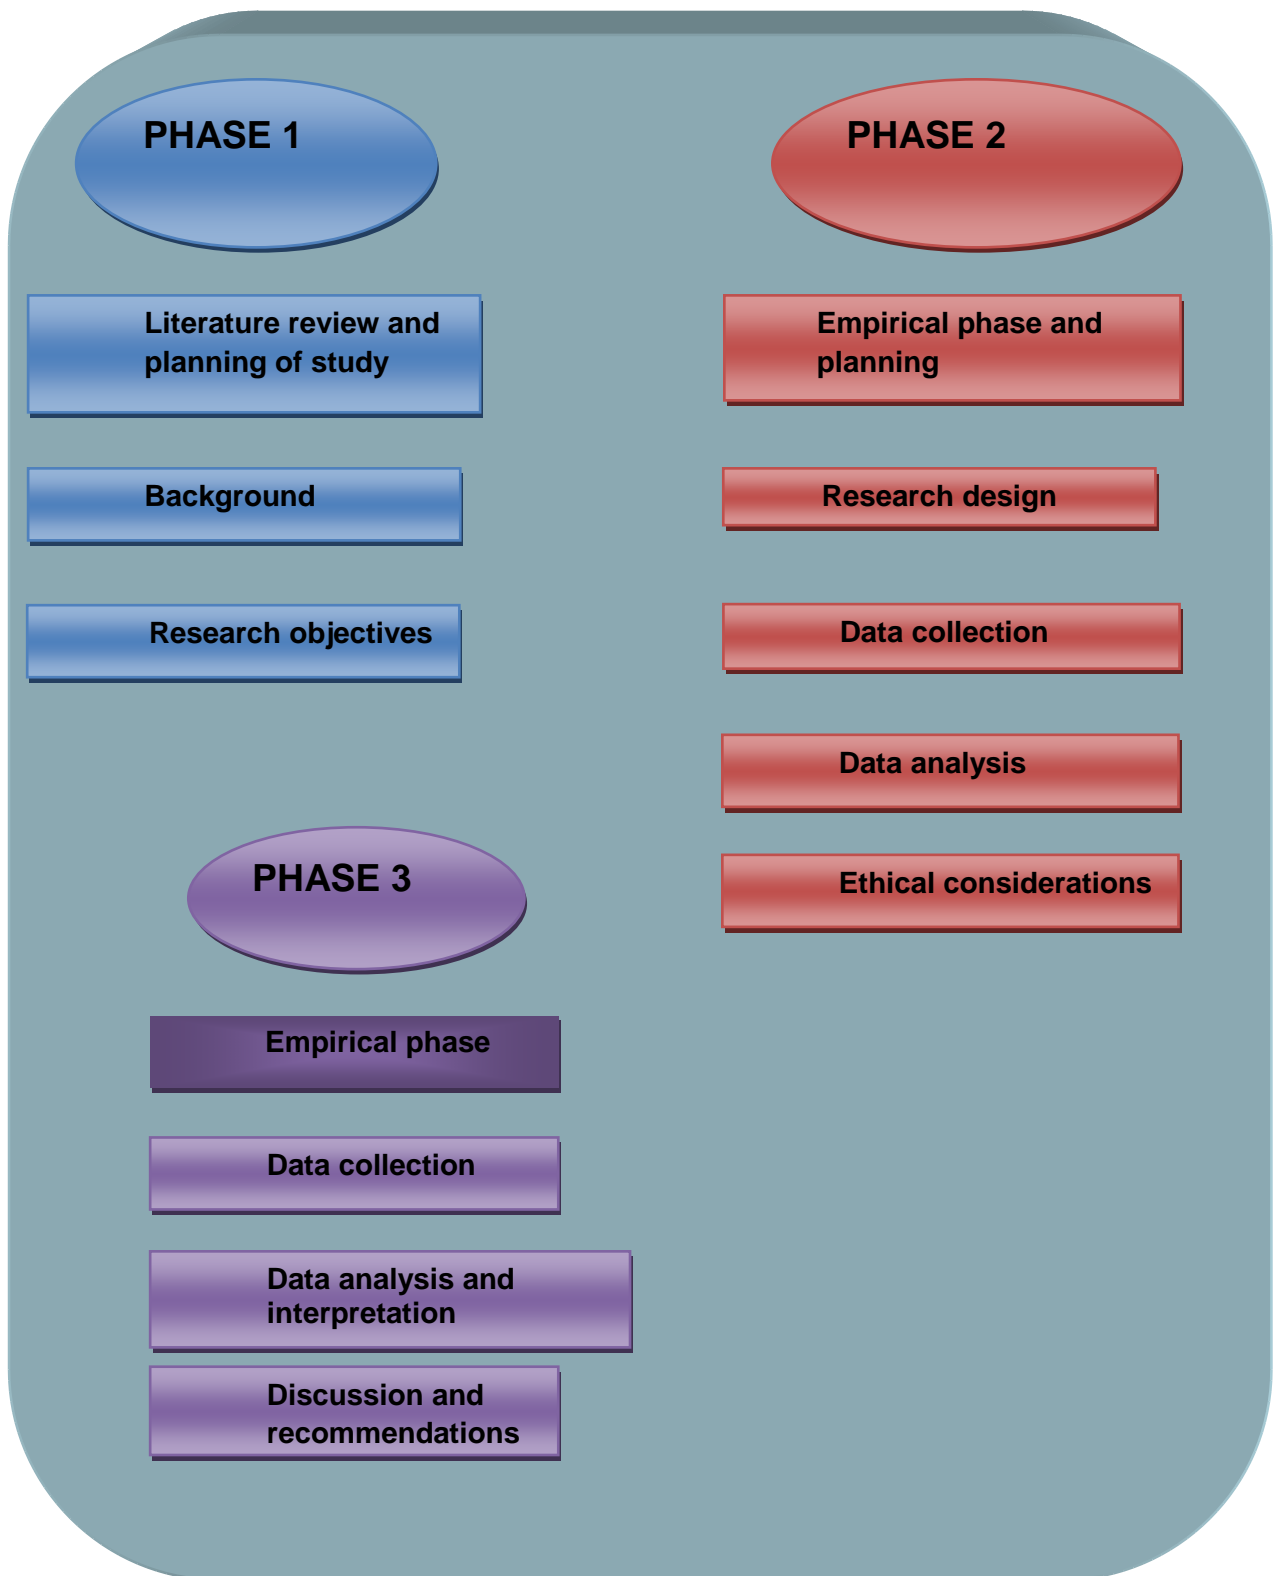 PHASE 1
Literature review and
planning of study
Background
Research objectives
PHASE 2
Empirical phase and
planning
Research design
Data collection
Data analysis
Ethical considerations
PHASE 3
Empirical phase
Data collection
Data analysis and
interpretation
Discussion and
recommendations